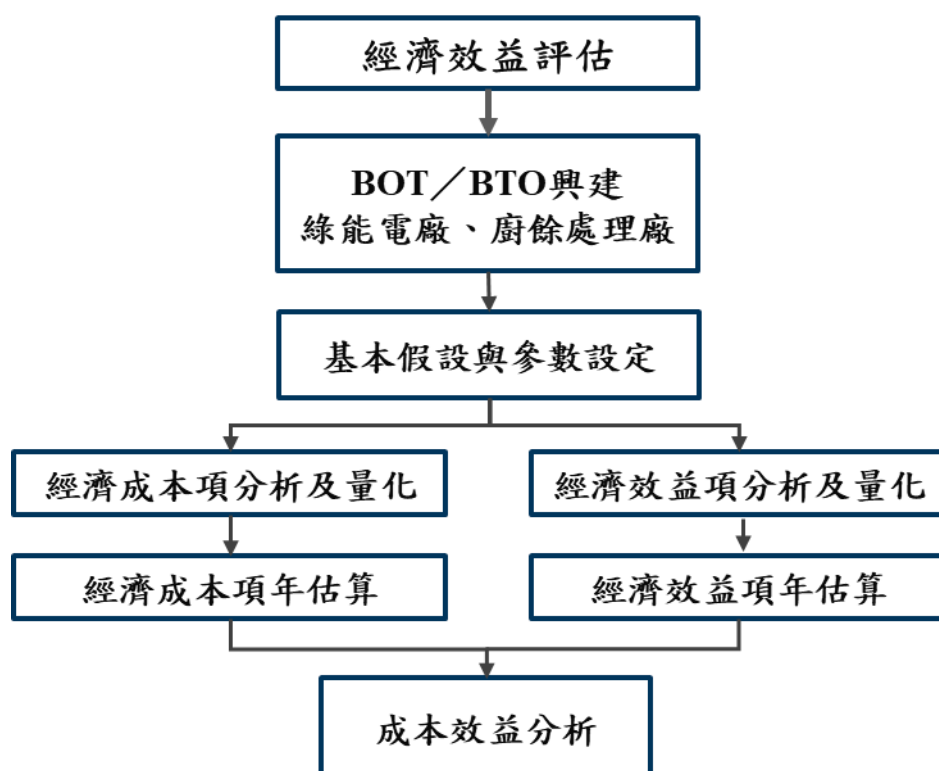 經濟效益評估
BOT／BTO興建
綠能電廠、廚餘處理廠
基本假設與參數設定
經濟成本項分析及量化
經濟效益項分析及量化
經濟成本項年估算
經濟效益項年估算
成本效益分析